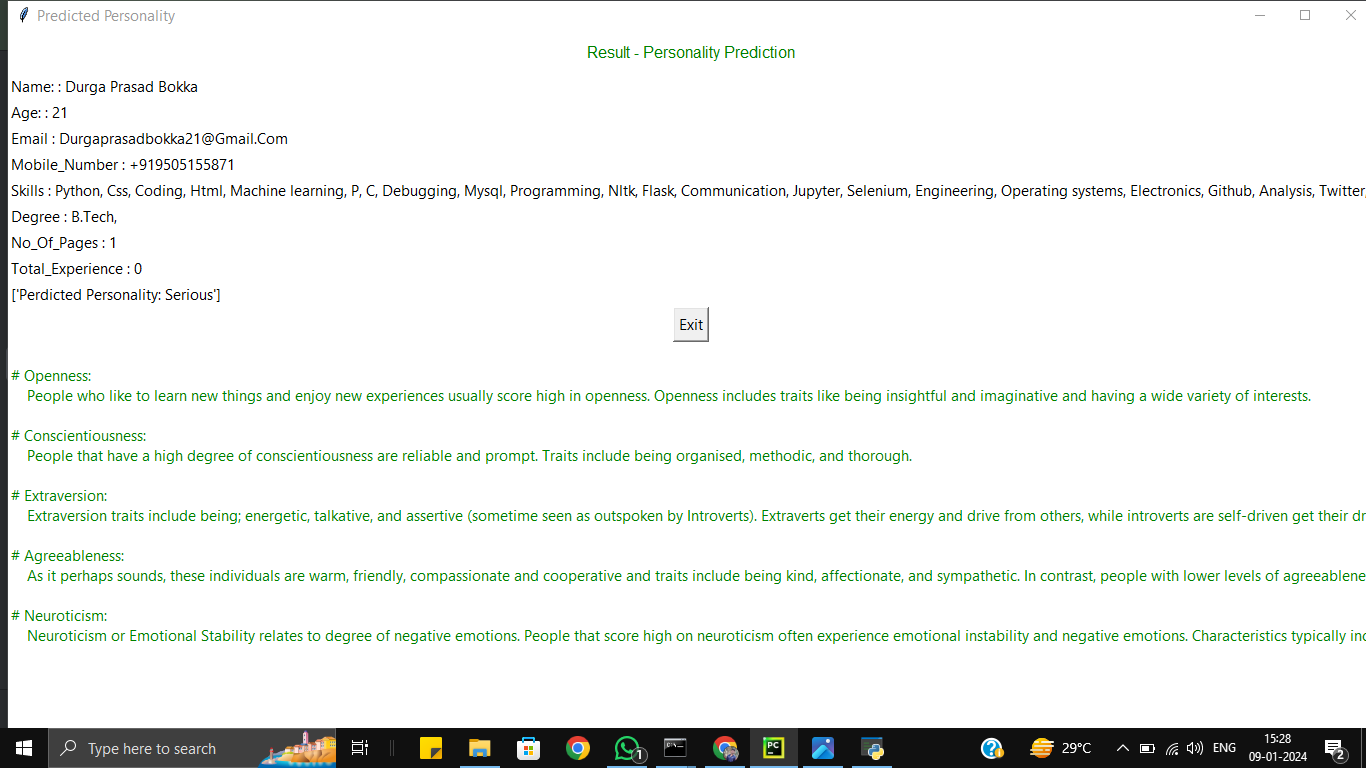 Predicted Personality
Result - Personality Prediction
Name: : Durga Prasad Bokka
Age: : 21
Email : Durgaprasadbokka21@Gmail.Com
Mobile_Number : +919505155871
Skills : Python, Css, Coding, Html, Machine learning, P, C, Debugging, Mysql, Programming, Nltk, Flask, Communication, Jupyter, Selenium, Engineering, Operating systems, Electronics, Github, Analysis, Twitter,
Degree : B.Tech,
No_Of_Pages : 1
Total_Experience : 0
['Perdicted Personality: Serious']
Exit
# Openness:
People who like to learn new things and enjoy new experiences usually score high in openness. Openness includes traits like being insightful and imaginative and having a wide variety of interests.
# Conscientiousness:
People that have a high degree of conscientiousness are reliable and prompt. Traits include being organised, methodic, and thorough.
# Extraversion:
Extraversion traits include being; energetic, talkative, and assertive (sometime seen as outspoken by Introverts). Extraverts get their energy and drive from others, while introverts are self-driven get their
# Agreeableness:
As it perhaps sounds, these individuals are warm, friendly, compassionate and cooperative and traits include being kind, affectionate, and sympathetic. In contrast, people with lower levels of
# Neuroticism:
Neuroticism or Emotional Stability relates to degree of negative emotions. People that score high on neuroticism often experience emotional instability and negative emotions. Characteristics typically
Type here to search
1
PC
29°C
ENG
15:28
09-01-2024
2